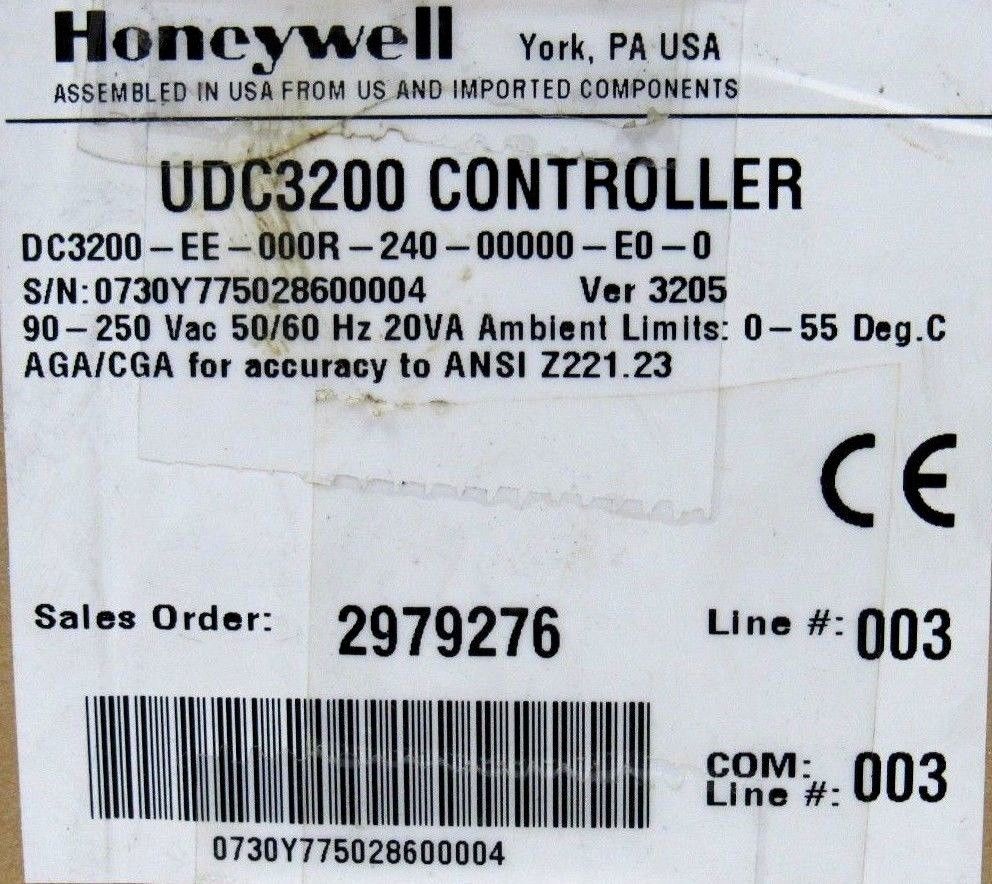 Honeywell York, PA USA
ASSEMBLED IN USA FROM US AND IMPORTED COMPONENTS
UDC3200 CONTROLLER
DC3200-EE-000R-240-00000-E0-0
S/N:0730Y775028600004 Ver 3205
90-250 Vac 50/60 Hz 20VA Ambient Limits: 0-55 Deg.C
AGA/CGA for accuracy to ANSI Z221.23
CE
Sales Order: 2979276 Line #: 003
COM:
Line #: 003
0730Y775028600004